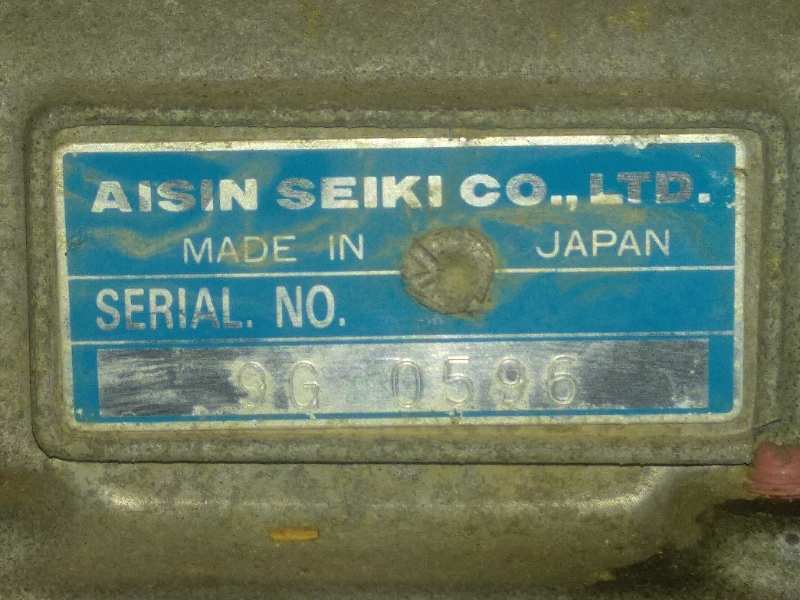 AISIN SEIKI CO., LTD.
MADE IN JAPAN
SERIAL. NO.
9G 0596